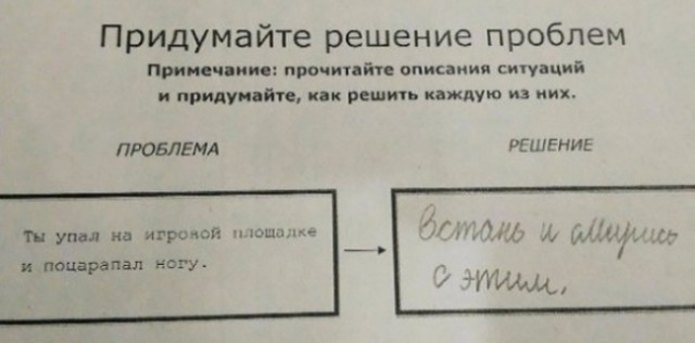 Придумайте решение проблем
Примечание: прочитайте описания ситуаций
и придумайте, как решить каждую из них.
ПРОБЛЕМА
РЕШЕНИЕ
Ты упал на игровой площадке
и поцарапал ногу.
Встань и смирись
с этим.